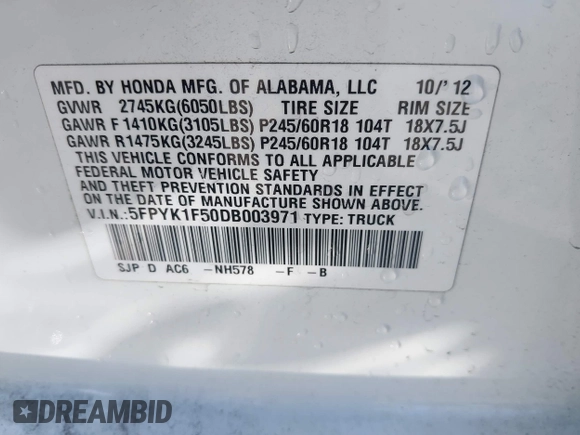 MFD. BY HONDA MFG. OF ALABAMA, LLC 10/'12
GVWR 2745KG(6050LBS) TIRE SIZE RIM SIZE
GAWR F1410KG(3105LBS) P245/60R18 104T 18X7.5J
GAWR R1475KG(3245LBS) P245/60R18 104T 18X7.5J
THIS VEHICLE CONFORMS TO ALL APPLICABLE
FEDERAL MOTOR VEHICLE SAFETY
AND THEFT PREVENTION STANDARDS IN EFFECT
ON THE DATE OF MANUFACTURE SHOWN ABOVE.
V.I.N.:5FPYK1F50DB003971 TYPE: TRUCK
SJP D AC6 -NH578 -F -B
DREAMBID